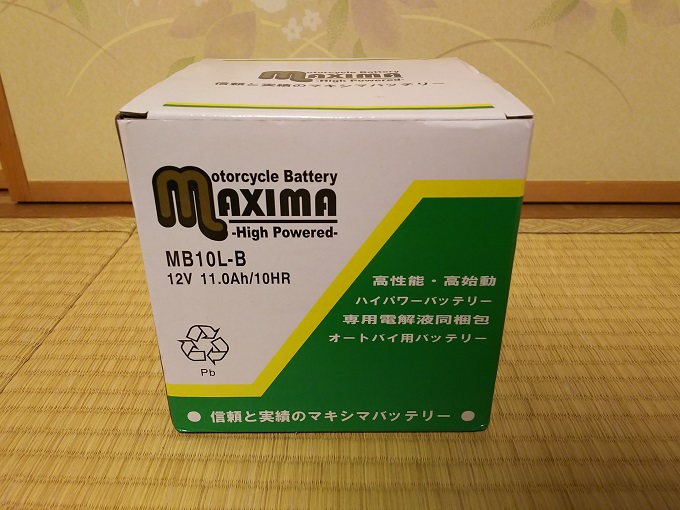 Motorcycle Battery
MAXIMA
-High Powered-
信頼と実績のマキシマバッテリー
Motorcycle Battery
MAXIMA
-High Powered-
MB10L-B
12V 11.0Ah/10HR
Pb
高性能・高始動
ハイパワーバッテリー
専用電解液同梱包
オートバイ用バッテリー
● 信頼と実績のマキシマバッテリー ●